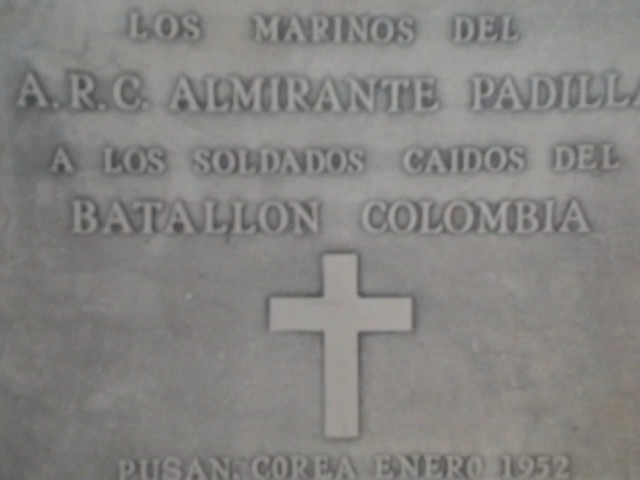 LOS MARINOS DEL
A.R.C. ALMIRANTE PADILLA
A LOS SOLDADOS CAIDOS DEL
BATALLON COLOMBIA
PUSAN. COREA ENERO 1952